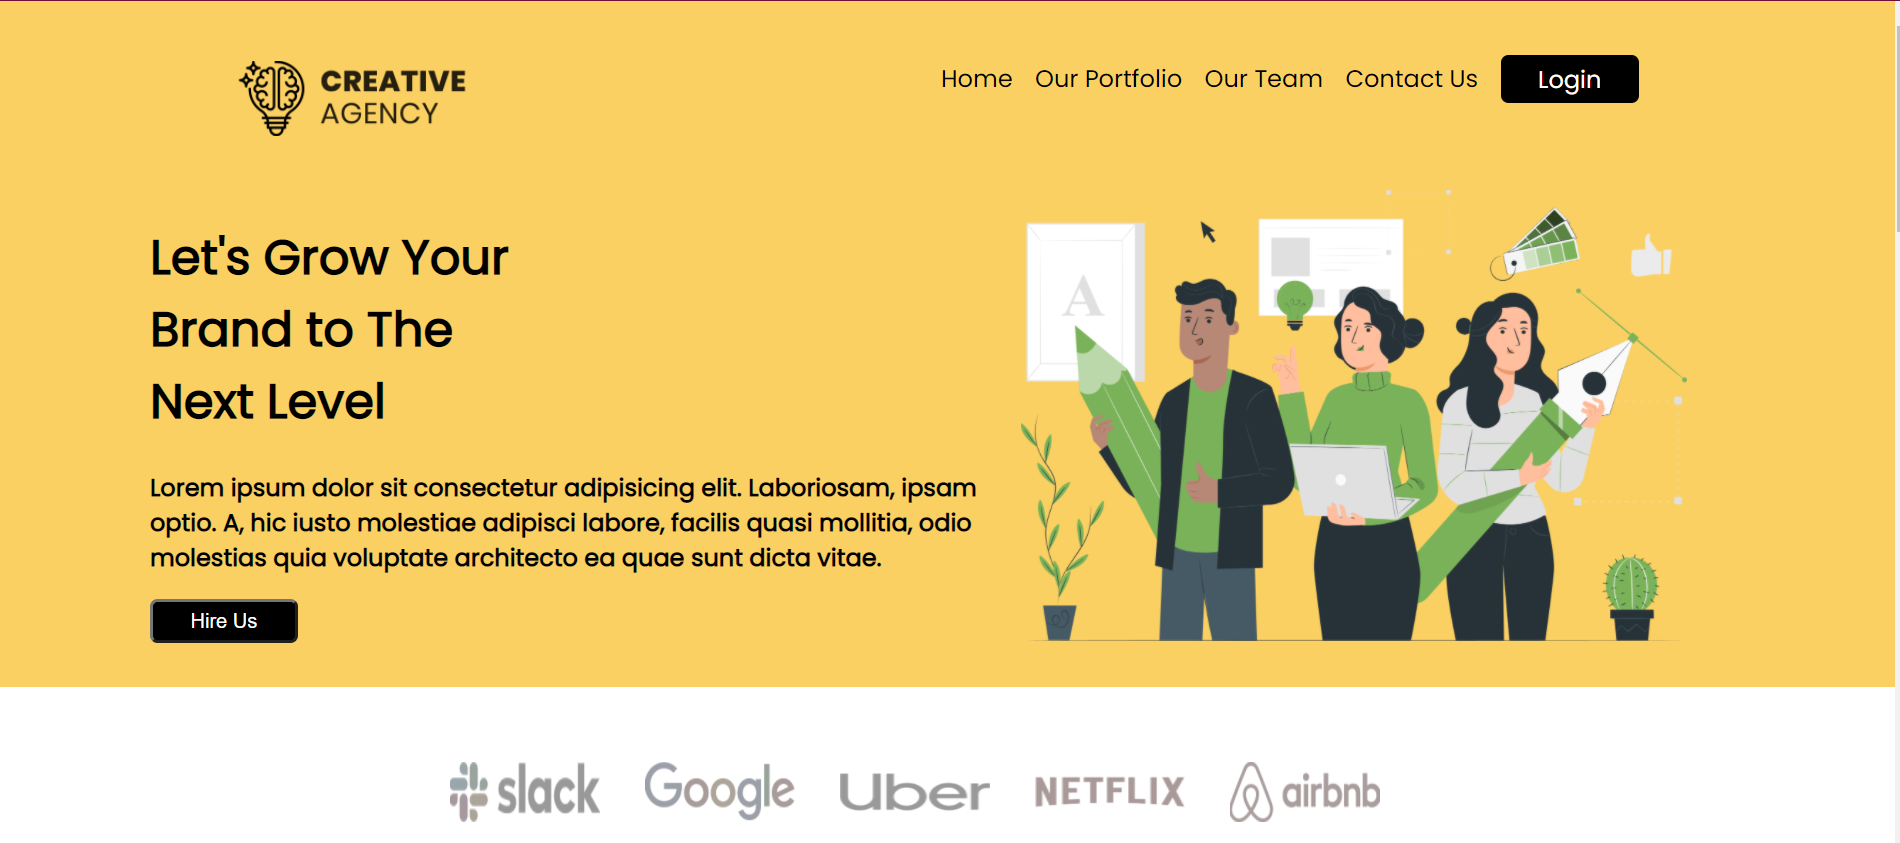 CREATIVE
AGENCY
Home Our Portfolio Our Team Contact Us Login
Let's Grow Your
Brand to The
Next Level
A
Lorem ipsum dolor sit consectetur adipisicing elit. Laboriosam, ipsam
optio. A, hic iusto molestiae adipisci labore, facilis quasi mollitia, odio
molestias quia voluptate architecto ea quae sunt dicta vitae.
Hire Us
slack Google Uber NETFLIX airbnb